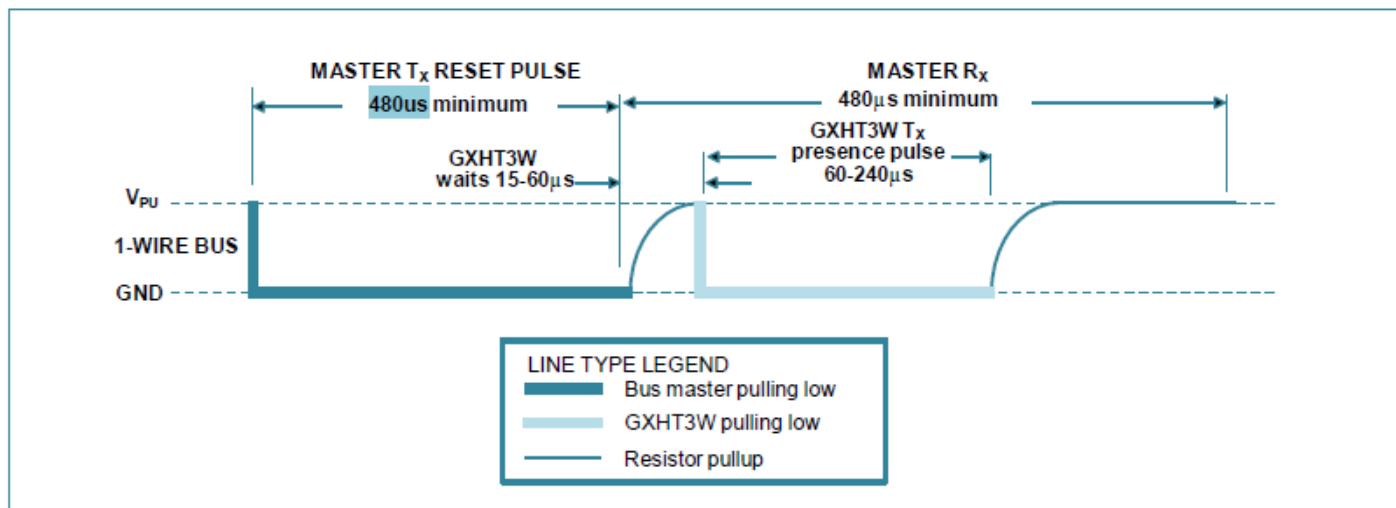 MASTER TX RESET PULSE
480us minimum
MASTER RX
480µs minimum
GXHT3W TX
presence pulse
60-240µs
GXHT3W
waits 15-60µs
VPU
1-WIRE BUS
GND
LINE TYPE LEGEND
Bus master pulling low
GXHT3W pulling low
Resistor pullup